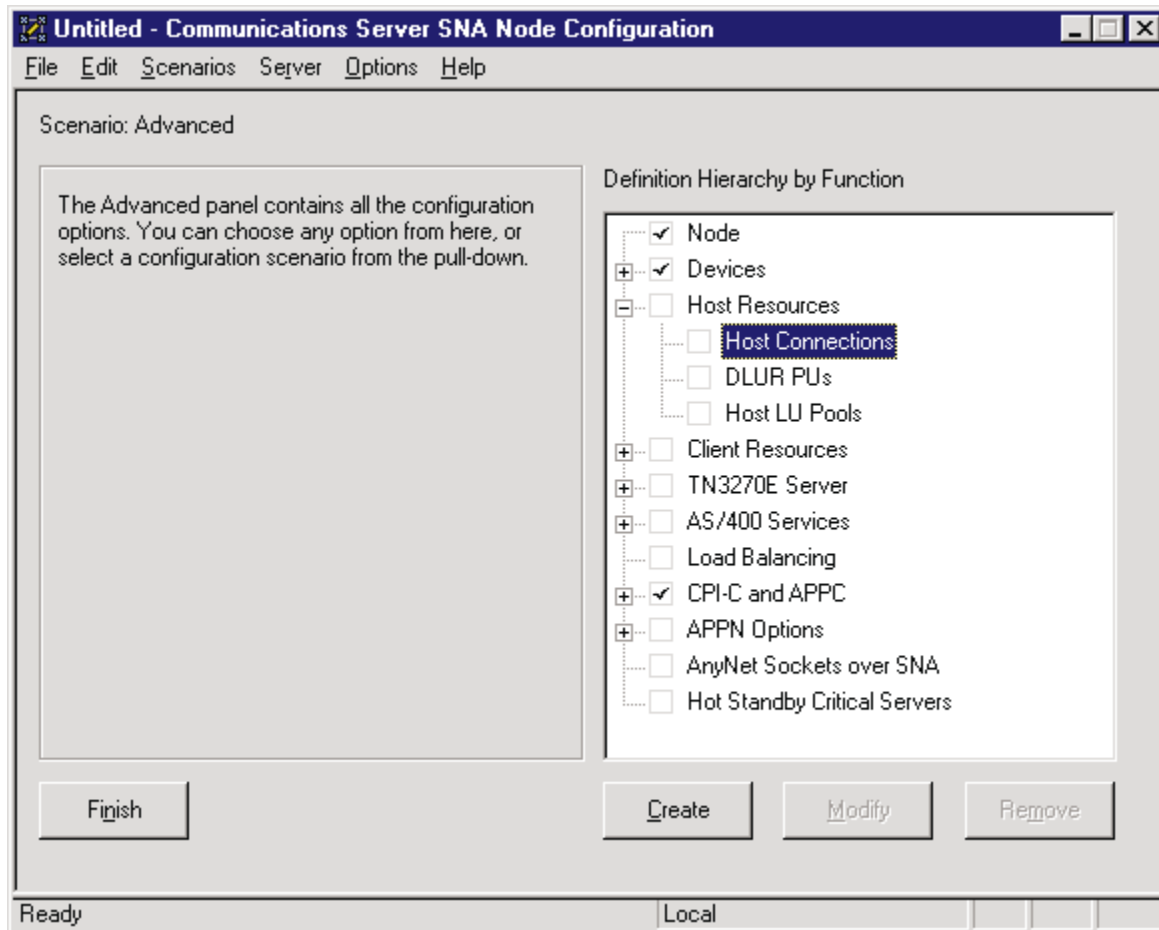 Untitled - Communications Server SNA Node Configuration
File Edit Scenarios Server Options Help
Scenario: Advanced
The Advanced panel contains all the configuration
options. You can choose any option from here, or
select a configuration scenario from the pull-down.
Definition Hierarchy by Function
Node
Devices
Host Resources
Host Connections
DLUR PUs
Host LU Pools
Client Resources
TN3270E Server
AS/400 Services
Load Balancing
CPI-C and APPC
APPN Options
AnyNet Sockets over SNA
Hot Standby Critical Servers
Finish Create Modify Remove
Ready Local